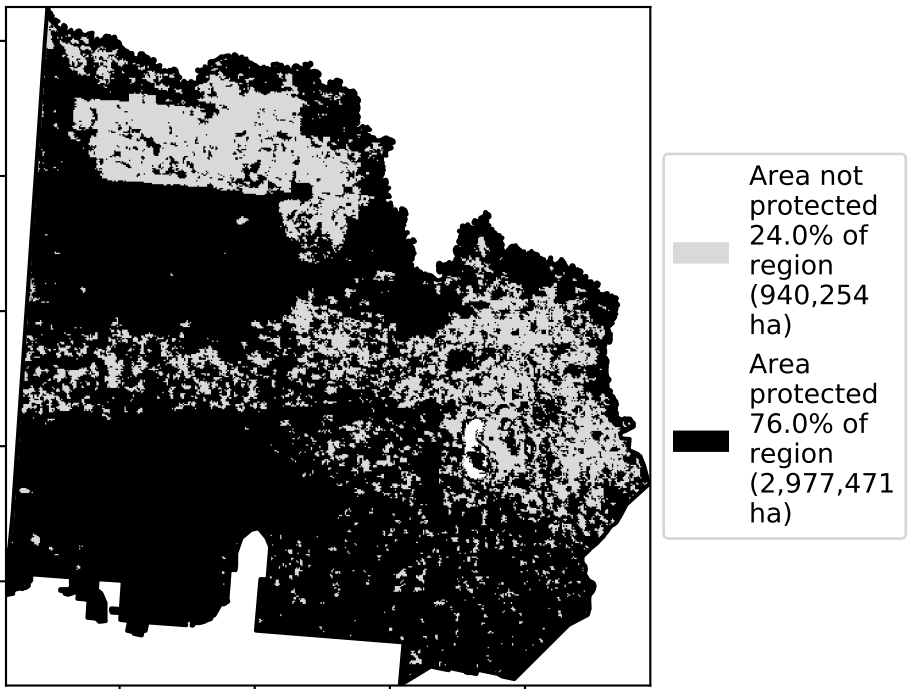 Area not
protected
24.0% of
region
(940,254
ha)
Area
protected
76.0% of
region
(2,977,471
ha)